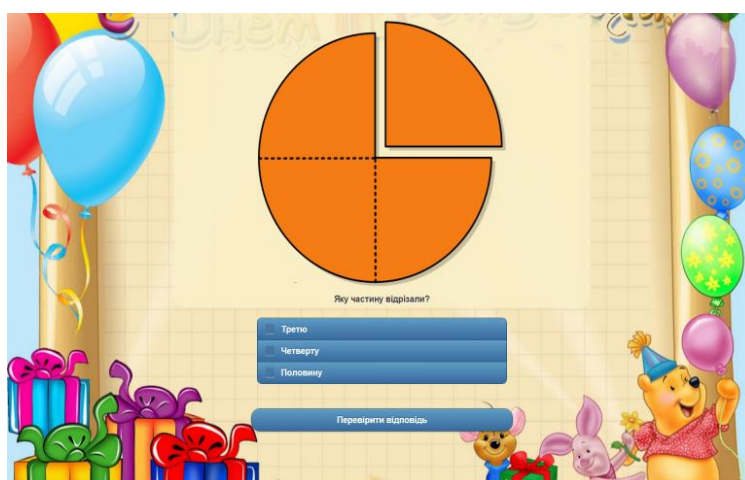 Яку частину відрізали?
Третю
Четверту
Половину
Перевірити відповідь